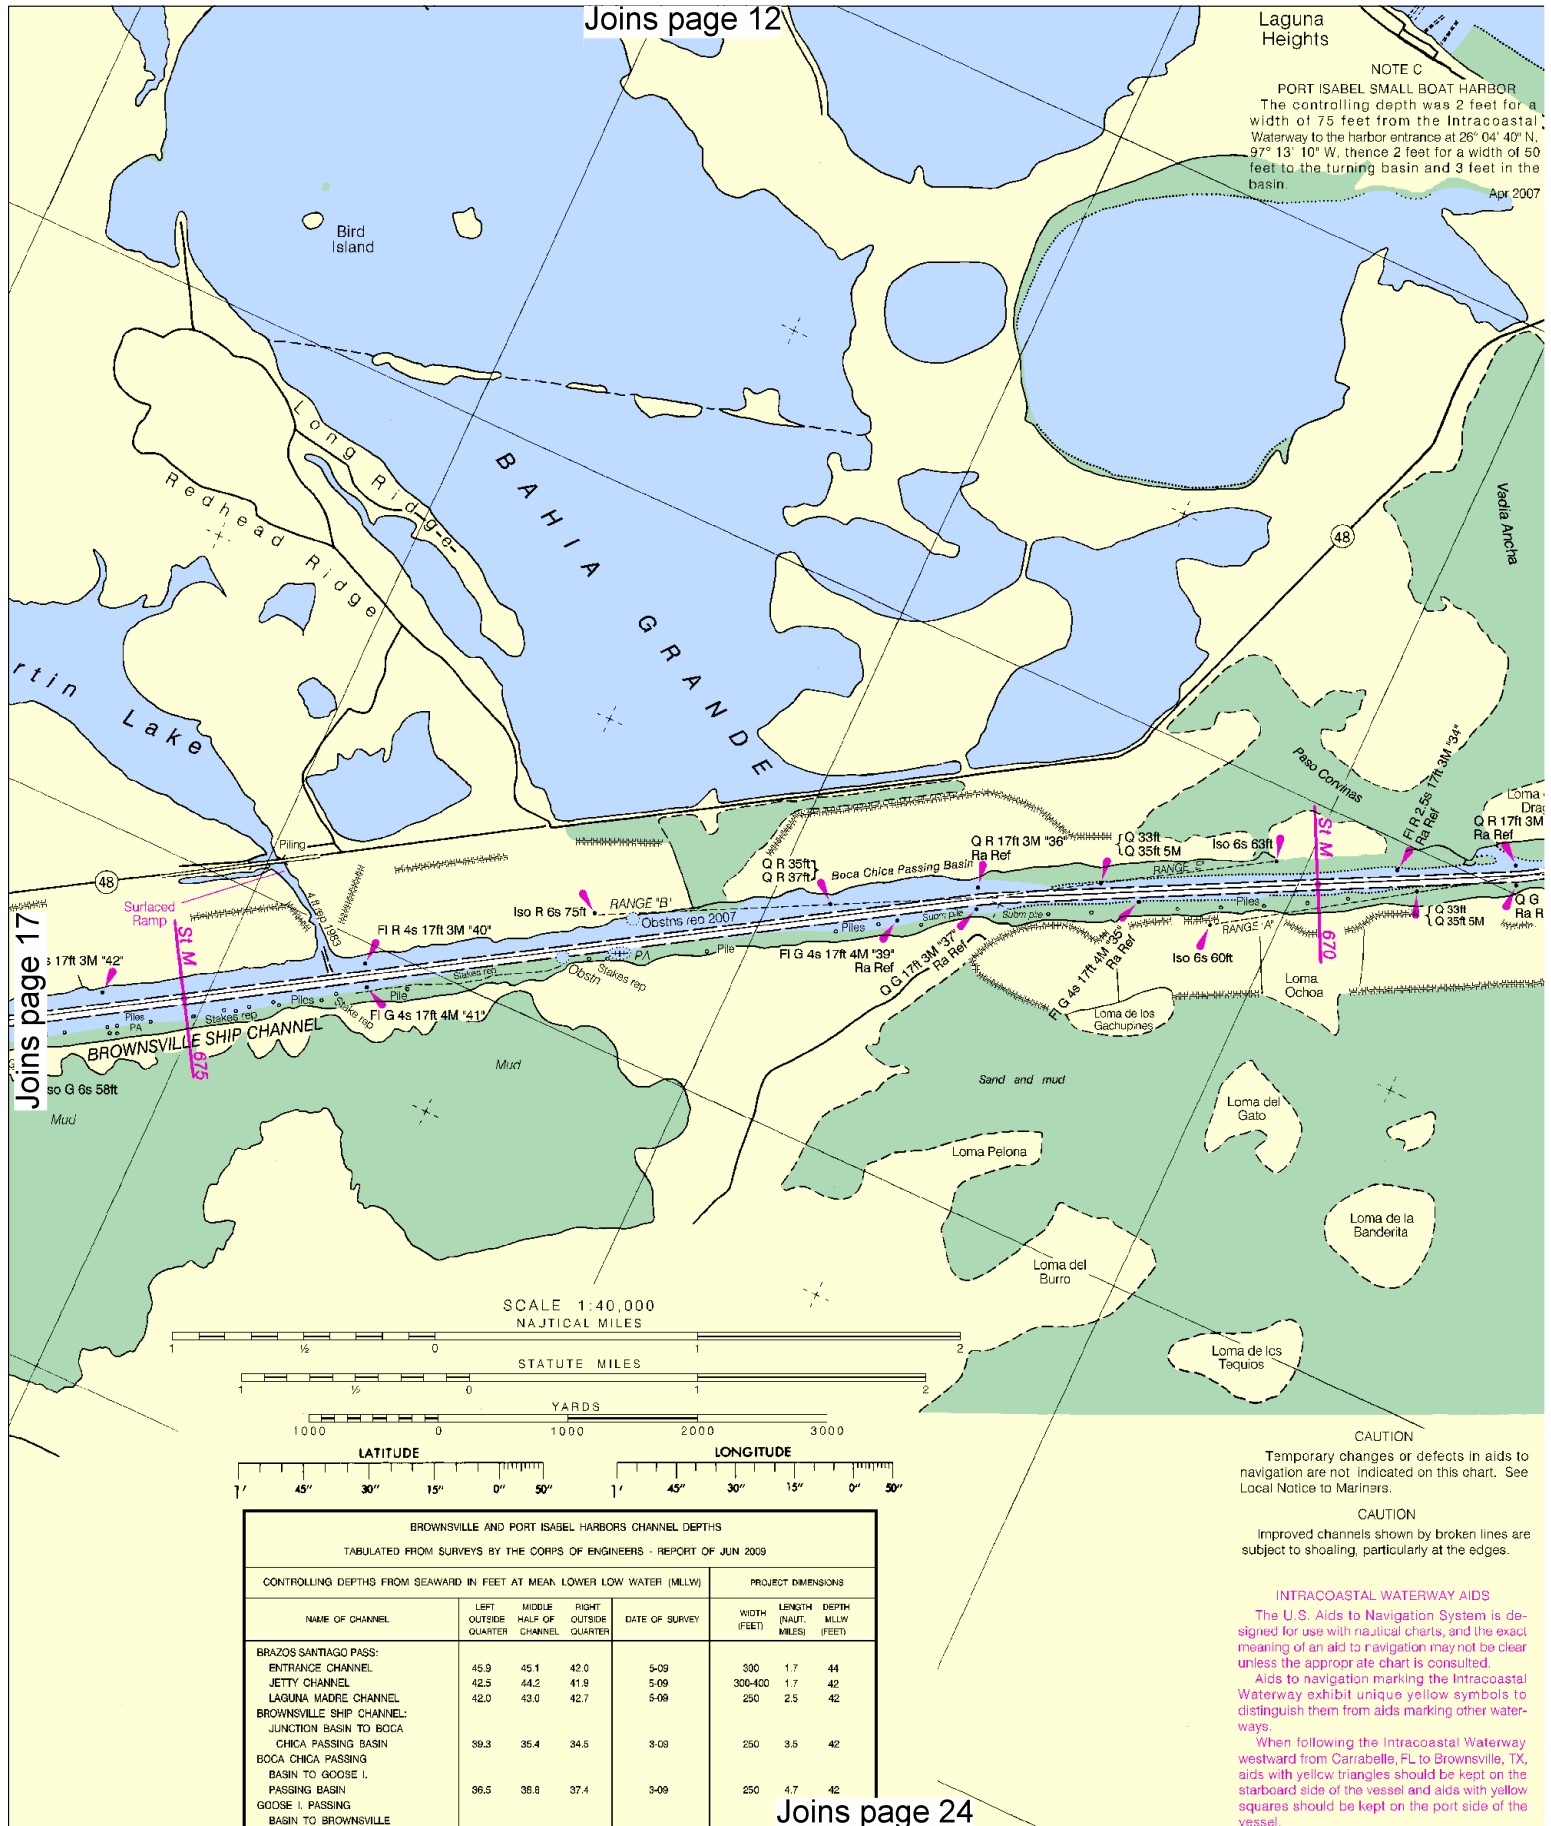 Joins page 12
Laguna
Heights
NOTE C
PORT ISABEL SMALL BOAT HARBOR
The controlling depth was 2 feet for a
width of 75 feet from the Intracoastal
Waterway to the harbor entrance at 26° 04' 40" N,
97° 13' 10" W, thence 2 feet for a width of 50
feet to the turning basin and 3 feet in the
basin.
Apr 2007
Bird
Island
Long Ridge
Redhead Ridge
BAHIA GRANDE
Vadia Ancha
48
rtin Lake
Paso Corvinas
Fl R 2.5s 17ft 3M "34"
Ra Ref
Loma
Drag
Q R 17ft 3M
Ra Ref
Piling
48
Surfaced
Ramp
4 ft rep 1983
St M
675
Q R 35ft
Q R 37ft
Boca Chica Passing Basin
Q R 17ft 3M "36"
Ra Ref
Q 33ft
Q 35ft 5M
Iso 6s 63ft
St M
670
RANGE "B"
Iso R 6s 75ft
Obstns rep 2007
Fl R 4s 17ft 3M "40"
s 17ft 3M "42"
Joins page 17
Piles
PA
Stakes rep
Piles
Stake rep
Pile
Fl G 4s 17ft 4M "41"
Stakes rep
Obstn
Stakes rep
PA
Pile
Piles
Fl G 4s 17ft 4M "39"
Ra Ref
Subm pile
Subm pile
Q G 17ft 3M "37"
Ra Ref
Fl G 4s 17ft 4M "35"
Ra Ref
Piles
RANGE "A"
Iso 6s 60ft
Q 33ft
Q 35ft 5M
Q G
Ra R
BROWNSVILLE SHIP CHANNEL
so G 6s 58ft
Mud
Mud
Loma de los
Gachupines
Loma
Ochoa
Sand and mud
Loma del
Gato
Loma Pelona
Loma de la
Banderita
Loma del
Burro
Loma de los
Tequios
SCALE 1:40,000
NAUTICAL MILES
1 ½ 0 1 2
STATUTE MILES
1 ½ 0 1 2
YARDS
1000 0 1000 2000 3000
LATITUDE LONGITUDE
1' 45" 30" 15" 0" 50" 1' 45" 30" 15" 0" 50"
CAUTION
Temporary changes or defects in aids to
navigation are not indicated on this chart. See
Local Notice to Mariners.
CAUTION
Improved channels shown by broken lines are
subject to shoaling, particularly at the edges.
INTRACOASTAL WATERWAY AIDS
The U.S. Aids to Navigation System is de-
signed for use with nautical charts, and the exact
meaning of an aid to navigation may not be clear
unless the appropriate chart is consulted.
Aids to navigation marking the Intracoastal
Waterway exhibit unique yellow symbols to
distinguish them from aids marking other water-
ways.
When following the Intracoastal Waterway
westward from Carrabelle, FL to Brownsville, TX,
aids with yellow triangles should be kept on the
starboard side of the vessel and aids with yellow
squares should be kept on the port side of the
vessel.
BROWNSVILLE AND PORT ISABEL HARBORS CHANNEL DEPTHS
TABULATED FROM SURVEYS BY THE CORPS OF ENGINEERS - REPORT OF JUN 2009
CONTROLLING DEPTHS FROM SEAWARD IN FEET AT MEAN LOWER LOW WATER (MLLW) PROJECT DIMENSIONS
NAME OF CHANNEL LEFT OUTSIDE QUARTER MIDDLE HALF OF CHANNEL RIGHT OUTSIDE QUARTER DATE OF SURVEY WIDTH (FEET) LENGTH (NAUT. MILES) DEPTH MLLW (FEET)
BRAZOS SANTIAGO PASS:
ENTRANCE CHANNEL 45.9 45.1 42.0 5-09 300 1.7 44
JETTY CHANNEL 42.5 44.2 41.9 5-09 300-400 1.7 42
LAGUNA MADRE CHANNEL 42.0 43.0 42.7 5-09 250 2.5 42
BROWNSVILLE SHIP CHANNEL:
JUNCTION BASIN TO BOCA
CHICA PASSING BASIN 39.3 35.4 34.5 3-09 250 3.5 42
BOCA CHICA PASSING
BASIN TO GOOSE I.
PASSING BASIN 36.5 38.8 37.4 3-09 250 4.7 42
GOOSE I. PASSING
BASIN TO BROWNSVILLE
Joins page 24